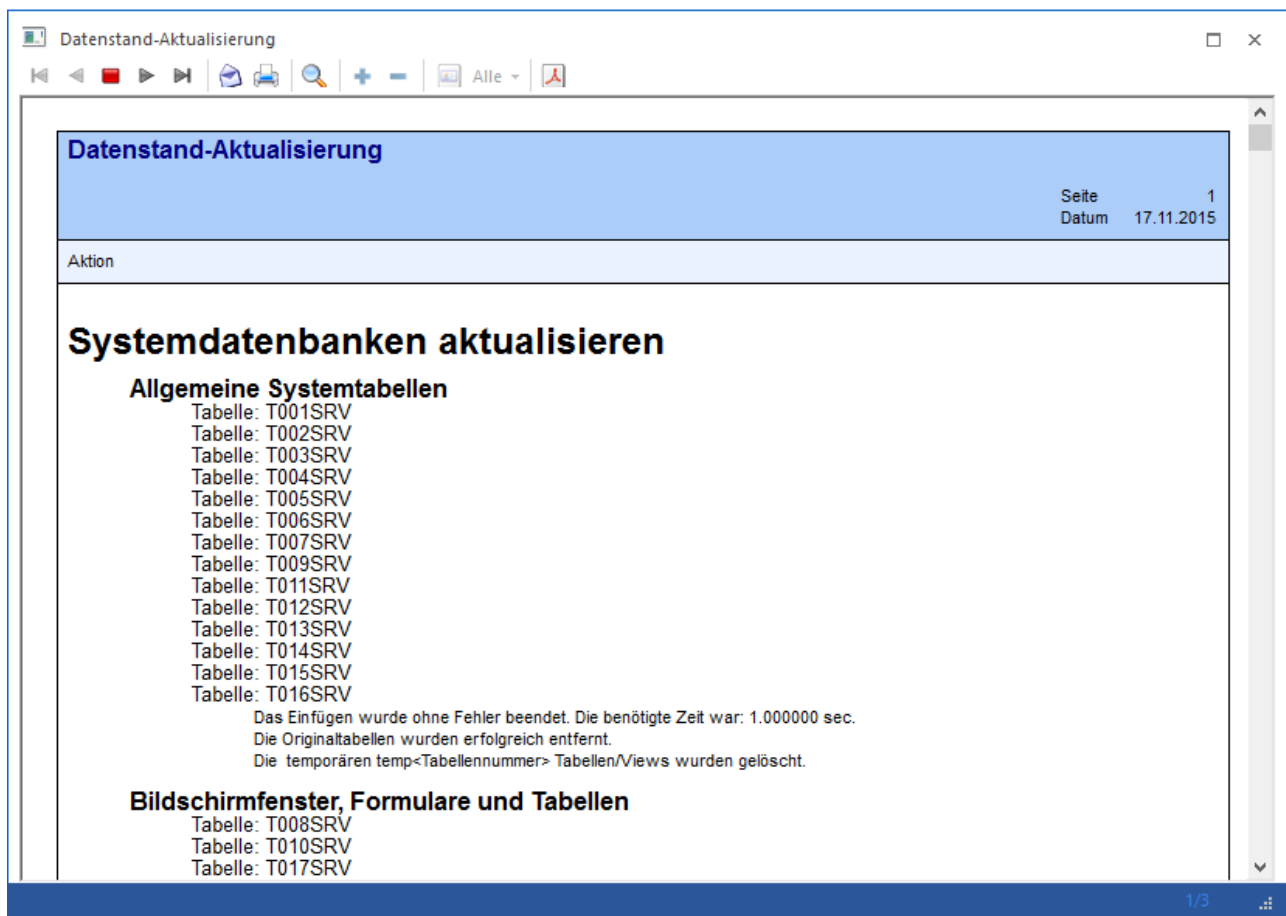 Datenstand-Aktualisierung
Alle
Datenstand-Aktualisierung
Seite 1
Datum 17.11.2015
Aktion
Systemdatenbanken aktualisieren
Allgemeine Systemtabellen
Tabelle: T001SRV
Tabelle: T002SRV
Tabelle: T003SRV
Tabelle: T004SRV
Tabelle: T005SRV
Tabelle: T006SRV
Tabelle: T007SRV
Tabelle: T009SRV
Tabelle: T011SRV
Tabelle: T012SRV
Tabelle: T013SRV
Tabelle: T014SRV
Tabelle: T015SRV
Tabelle: T016SRV
Das Einfügen wurde ohne Fehler beendet. Die benötigte Zeit war: 1.000000 sec.
Die Originaltabellen wurden erfolgreich entfernt.
Die temporären temp<Tabellennummer> Tabellen/Views wurden gelöscht.
Bildschirmfenster, Formulare und Tabellen
Tabelle: T008SRV
Tabelle: T010SRV
Tabelle: T017SRV
1/3